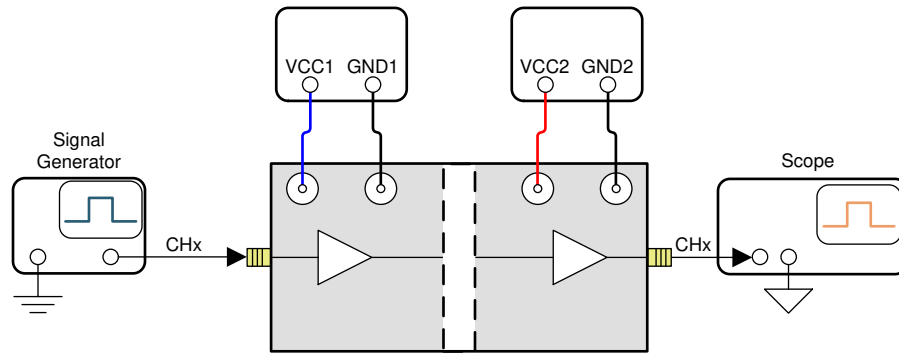 VCC1 GND1
VCC2 GND2
Signal
Generator
Scope
CHx
CHx